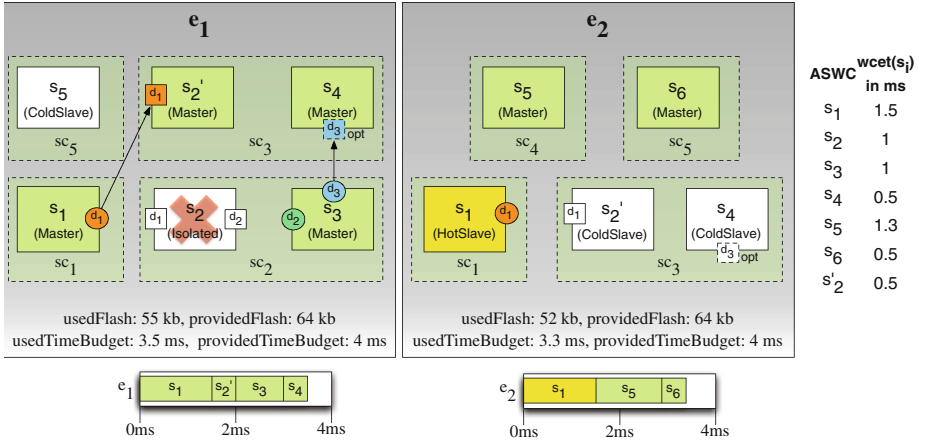 e1
s5
(ColdSlave)
sc5
d1
s2'
(Master)
s4
(Master)
d3 opt
sc3
s1
(Master)
d1
sc1
d1
s2
(Isolated)
d2
d2
d3
s3
(Master)
sc2
usedFlash: 55 kb, providedFlash: 64 kb
usedTimeBudget: 3.5 ms, providedTimeBudget: 4 ms
e2
s5
(Master)
sc4
s6
(Master)
sc5
s1
(HotSlave)
d1
sc1
d1
s2'
(ColdSlave)
s4
(ColdSlave)
d3 opt
sc3
usedFlash: 52 kb, providedFlash: 64 kb
usedTimeBudget: 3.3 ms, providedTimeBudget: 4 ms
ASWC wcet(si)
in ms
s1 1.5
s2 1
s3 1
s4 0.5
s5 1.3
s6 0.5
s'2 0.5
e1 s1 s2' s3 s4
0ms 2ms 4ms
e2 s1 s5 s6
0ms 2ms 4ms